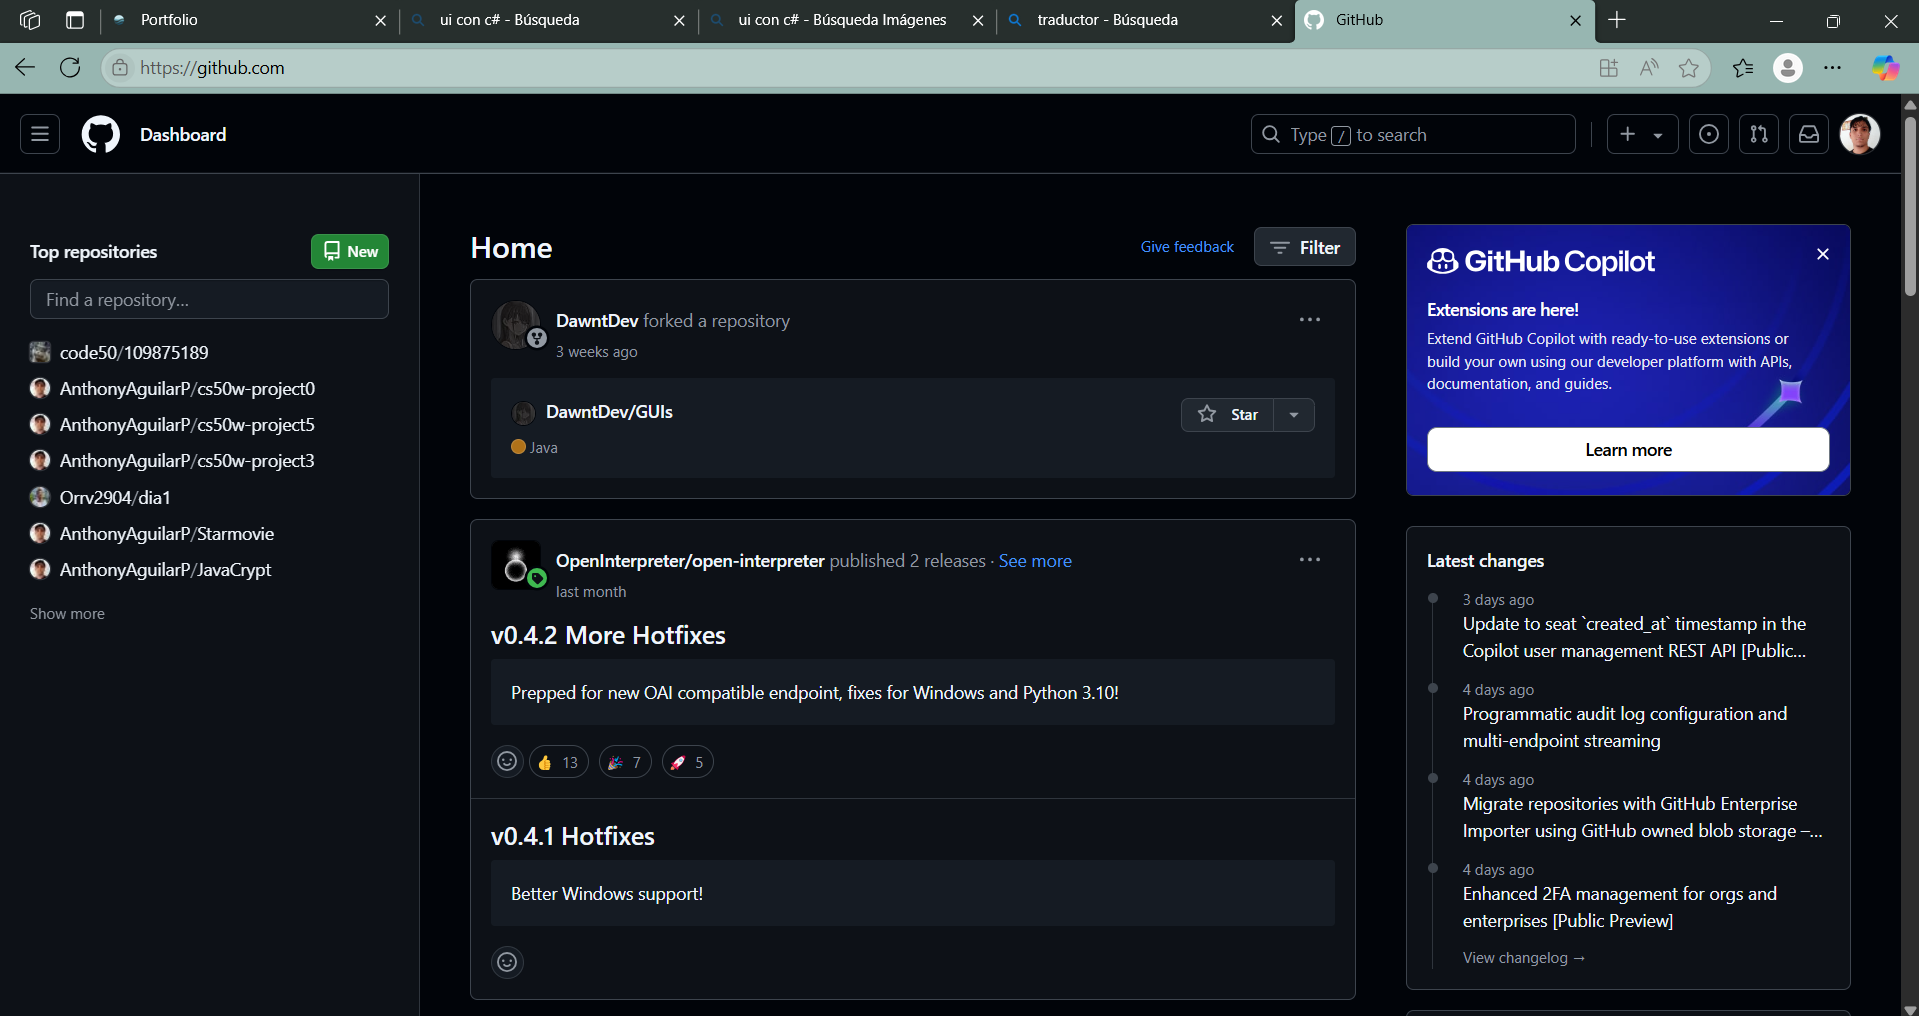 Portfolio
ui con c# - Búsqueda
ui con c# - Búsqueda Imágenes
traductor - Búsqueda
GitHub
https://github.com
Dashboard
Type / to search
Top repositories
New
Find a repository...
code50/109875189
AnthonyAguilarP/cs50w-project0
AnthonyAguilarP/cs50w-project5
AnthonyAguilarP/cs50w-project3
Orrv2904/dia1
AnthonyAguilarP/Starmovie
AnthonyAguilarP/JavaCrypt
Show more
Home
Give feedback
Filter
DawntDev forked a repository
3 weeks ago
DawntDev/GUIs
Star
Java
OpenInterpreter/open-interpreter published 2 releases · See more
last month
v0.4.2 More Hotfixes
Prepped for new OAI compatible endpoint, fixes for Windows and Python 3.10!
13
7
5
v0.4.1 Hotfixes
Better Windows support!
GitHub Copilot
Extensions are here!
Extend GitHub Copilot with ready-to-use extensions or
build your own using our developer platform with APIs,
documentation, and guides.
Learn more
Latest changes
3 days ago
Update to seat `created_at` timestamp in the
Copilot user management REST API [Public...
4 days ago
Programmatic audit log configuration and
multi-endpoint streaming
4 days ago
Migrate repositories with GitHub Enterprise
Importer using GitHub owned blob storage –...
4 days ago
Enhanced 2FA management for orgs and
enterprises [Public Preview]
View changelog →